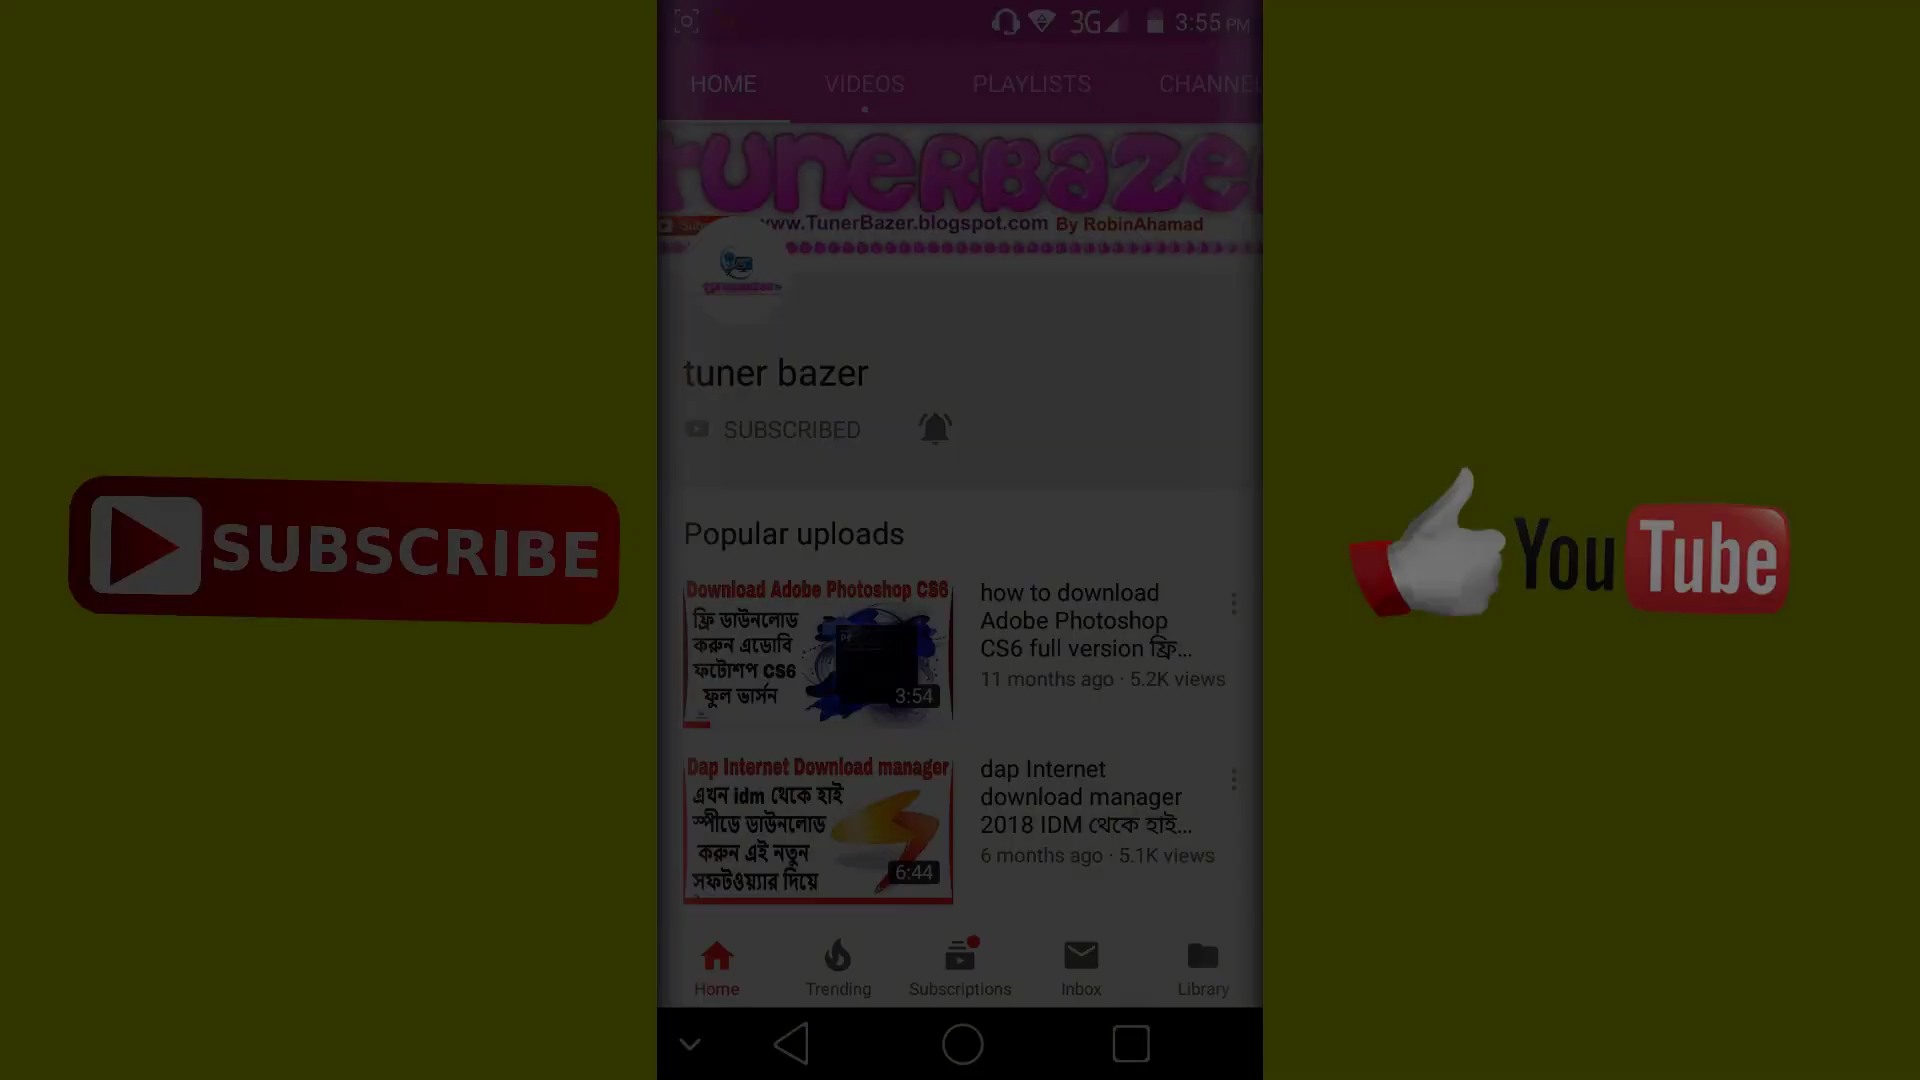 3G 3:55 PM
HOME VIDEOS PLAYLISTS CHANNE
TunerBazer
www.TunerBazer.blogspot.com By RobinAhamad
tuner bazer
SUBSCRIBED
SUBSCRIBE
You Tube
Popular uploads
Download Adobe Photoshop CS6
ফ্রি ডাউনলোড
করুন এডোবি
ফটোশপ CS6
ফুল ভার্সন
3:54
how to download
Adobe Photoshop
CS6 full version ফ্রি...
11 months ago · 5.2K views
Dap Internet Download manager
এখন idm থেকে হাই
স্পীডে ডাউনলোড
করুন এই নতুন
সফটওয়্যার দিয়ে
6:44
dap Internet
download manager
2018 IDM থেকে হাই...
6 months ago · 5.1K views
Home Trending Subscriptions Inbox Library